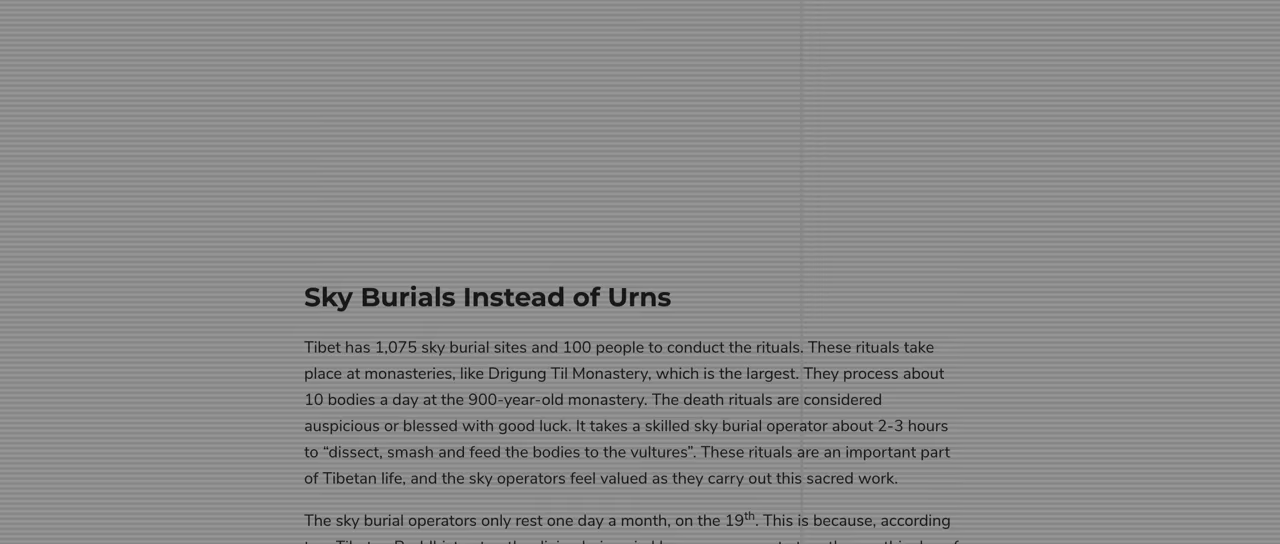 Sky Burials Instead of Urns
Tibet has 1,075 sky burial sites and 100 people to conduct the rituals. These rituals take
place at monasteries, like Drigung Til Monastery, which is the largest. They process about
10 bodies a day at the 900-year-old monastery. The death rituals are considered
auspicious or blessed with good luck. It takes a skilled sky burial operator about 2-3 hours
to “dissect, smash and feed the bodies to the vultures”. These rituals are an important part
of Tibetan life, and the sky operators feel valued as they carry out this sacred work.
The sky burial operators only rest one day a month, on the 19th. This is because, according